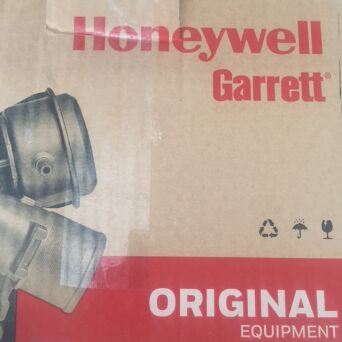 Honeywell
Garrett®
ORIGINAL
EQUIPMENT